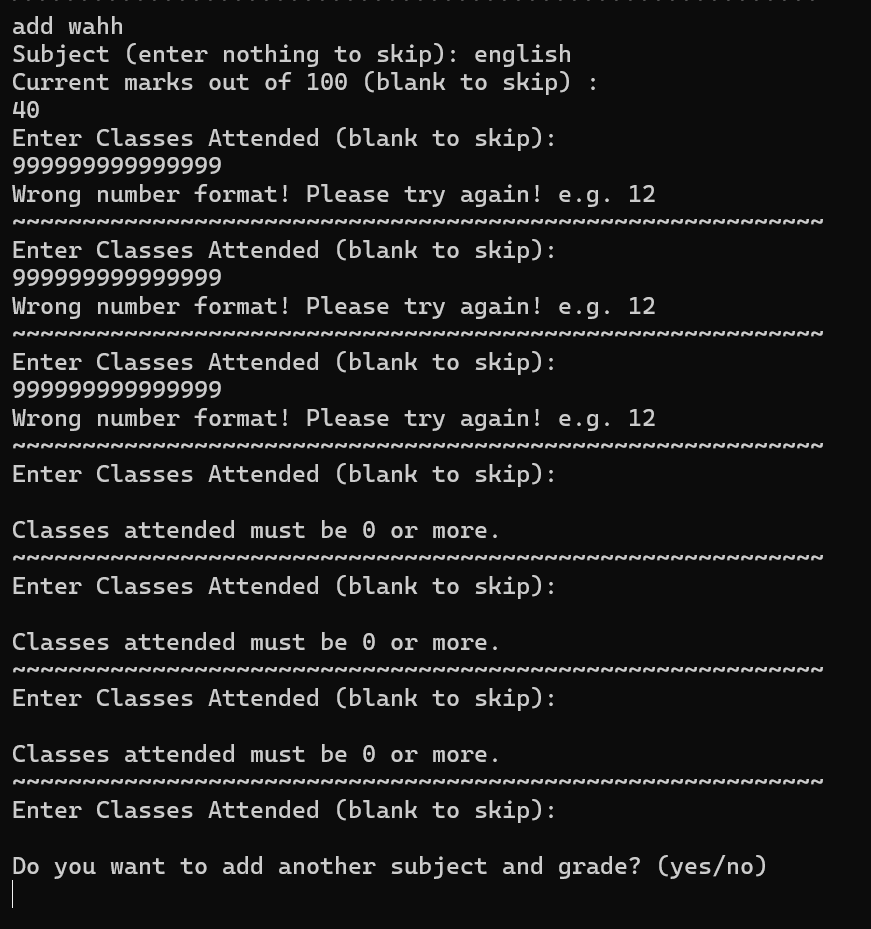 add wahh
Subject (enter nothing to skip): english
Current marks out of 100 (blank to skip) :
40
Enter Classes Attended (blank to skip):
999999999999999
Wrong number format! Please try again! e.g. 12
~~~~~~~~~~~~~~~~~~~~~~~~~~~~~~~~~~~~~~~~~~~~~~~~~~~~~~~~~~
Enter Classes Attended (blank to skip):
999999999999999
Wrong number format! Please try again! e.g. 12
~~~~~~~~~~~~~~~~~~~~~~~~~~~~~~~~~~~~~~~~~~~~~~~~~~~~~~~~~~
Enter Classes Attended (blank to skip):
999999999999999
Wrong number format! Please try again! e.g. 12
~~~~~~~~~~~~~~~~~~~~~~~~~~~~~~~~~~~~~~~~~~~~~~~~~~~~~~~~~~
Enter Classes Attended (blank to skip):
Classes attended must be 0 or more.
~~~~~~~~~~~~~~~~~~~~~~~~~~~~~~~~~~~~~~~~~~~~~~~~~~~~~~~~~~
Enter Classes Attended (blank to skip):
Classes attended must be 0 or more.
~~~~~~~~~~~~~~~~~~~~~~~~~~~~~~~~~~~~~~~~~~~~~~~~~~~~~~~~~~
Enter Classes Attended (blank to skip):
Classes attended must be 0 or more.
~~~~~~~~~~~~~~~~~~~~~~~~~~~~~~~~~~~~~~~~~~~~~~~~~~~~~~~~~~
Enter Classes Attended (blank to skip):
Do you want to add another subject and grade? (yes/no)